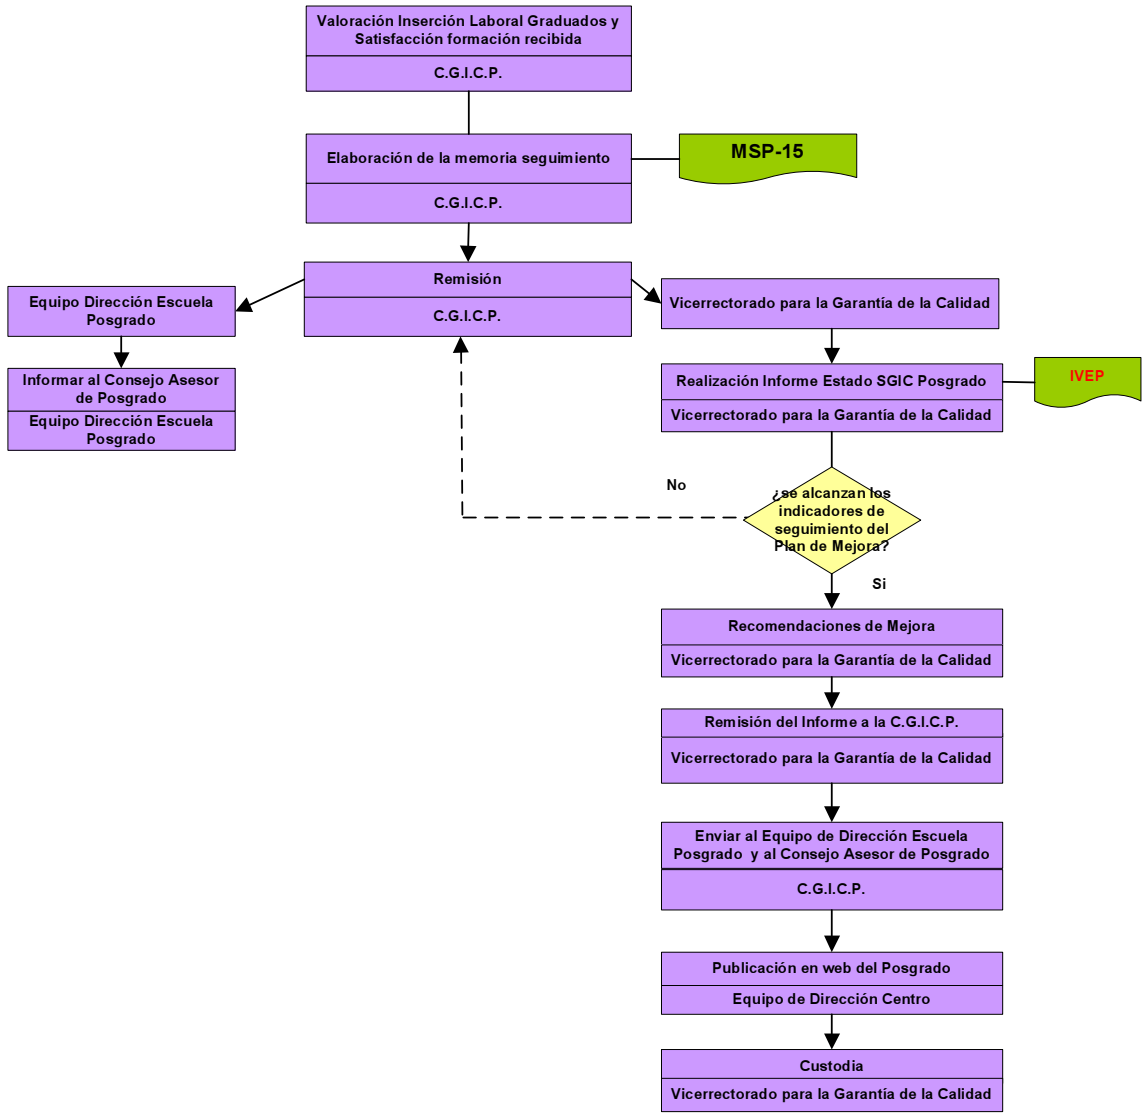 Valoración Inserción Laboral Graduados y
Satisfacción formación recibida
C.G.I.C.P.
Elaboración de la memoria seguimiento
C.G.I.C.P.
MSP-15
Remisión
C.G.I.C.P.
Equipo Dirección Escuela
Posgrado
Informar al Consejo Asesor
de Posgrado
Equipo Dirección Escuela
Posgrado
Vicerrectorado para la Garantía de la Calidad
Realización Informe Estado SGIC Posgrado
Vicerrectorado para la Garantía de la Calidad
IVEP
No
¿se alcanzan los
indicadores de
seguimiento del
Plan de Mejora?
Si
Recomendaciones de Mejora
Vicerrectorado para la Garantía de la Calidad
Remisión del Informe a la C.G.I.C.P.
Vicerrectorado para la Garantía de la Calidad
Enviar al Equipo de Dirección Escuela
Posgrado y al Consejo Asesor de Posgrado
C.G.I.C.P.
Publicación en web del Posgrado
Equipo de Dirección Centro
Custodia
Vicerrectorado para la Garantía de la Calidad